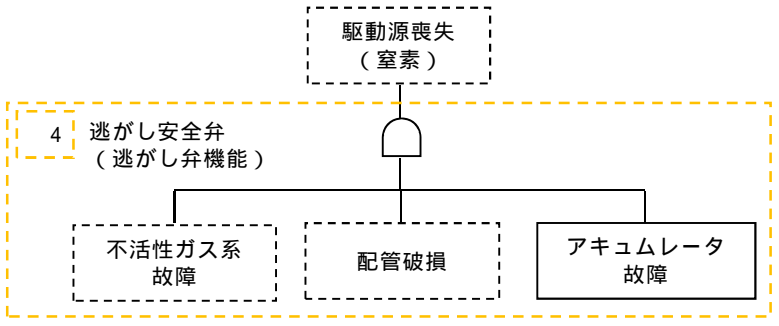 駆動源喪失
（窒素）
4
逃がし安全弁
（逃がし弁機能）
不活性ガス系
故障
配管破損
アキュムレータ
故障